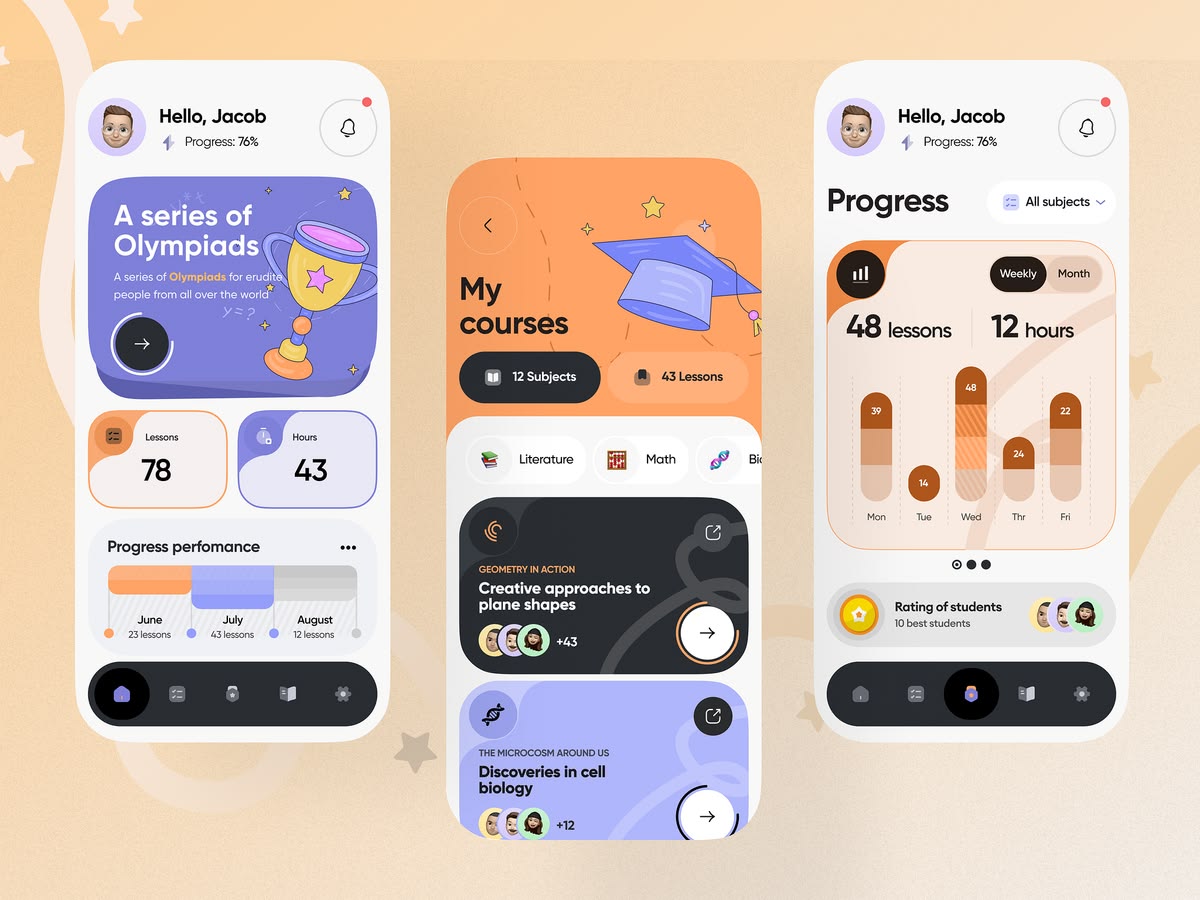 Hello, Jacob
Progress: 76%
A series of
Olympiads
A series of Olympiads for erudite
people from all over the world
y = ?
Lessons
78
Hours
43
Progress perfomance
June
23 lessons
July
43 lessons
August
12 lessons
My
courses
12 Subjects
43 Lessons
Literature
Math
Bio
GEOMETRY IN ACTION
Creative approaches to
plane shapes
+43
THE MICROCOSM AROUND US
Discoveries in cell
biology
+12
Hello, Jacob
Progress: 76%
Progress
All subjects
Weekly
Month
48 lessons
12 hours
39
14
48
24
22
Mon
Tue
Wed
Thr
Fri
Rating of students
10 best students